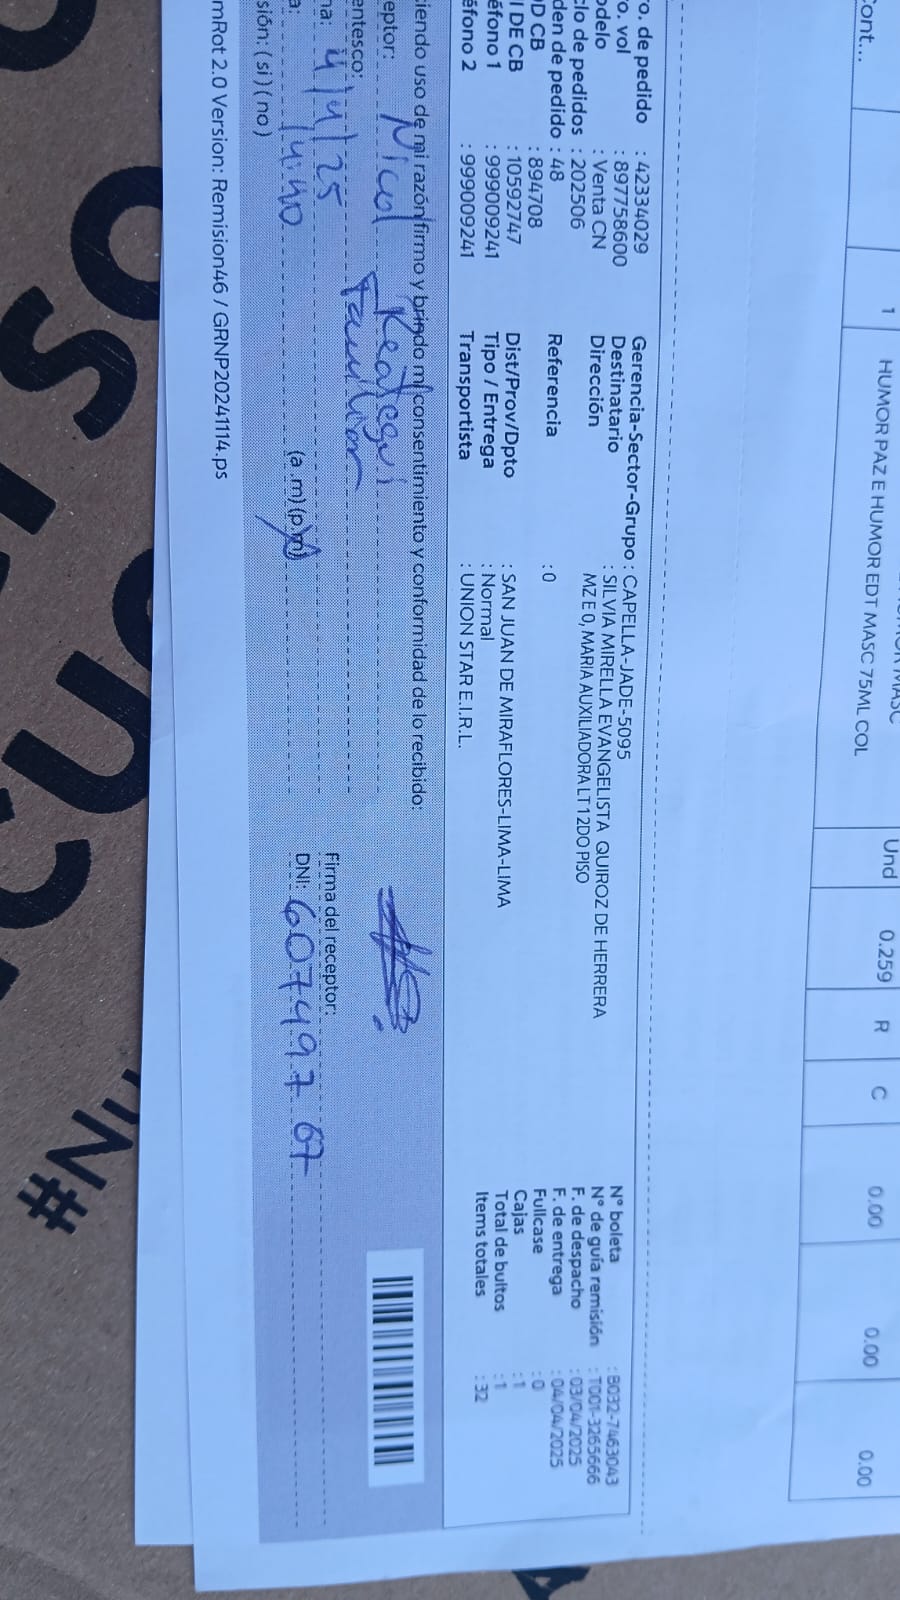 Cont...
1 HUMOR PAZ E HUMOR EDT MASC 75ML COL Und 0.259 R C 0.00 0.00 0.00
ro. de pedido : 42334029
ro. vol : 897758600
odelo : Venta CN
clo de pedidos : 202506
den de pedido : 48
OD CB : 894708
I DE CB : 10592747
éfono 1 : 999009241
éfono 2 : 999009241
Gerencia-Sector-Grupo : CAPELLA-JADE-5095
Destinatario : SILVIA MIRELLA EVANGELISTA QUIROZ DE HERRERA
Dirección MZ E 0, MARIA AUXILIADORA LT 1 2DO PISO
Referencia : 0
Dist/Prov/Dpto : SAN JUAN DE MIRAFLORES-LIMA-LIMA
Tipo / Entrega : Normal
Transportista : UNION STAR E.I.R.L.
N° boleta : B032-7463043
N° de guía remisión : T001-3265666
F. de despacho : 03/04/2025
F. de entrega : 04/04/2025
Fullcase : 0
Cajas : 1
Total de bultos : 1
Items totales : 32
ciendo uso de mi razón firmo y brindo mi consentimiento y conformidad de lo recibido:
ceptor: Nicol Reategui
entesco: Familiar
na: 4/4/25
a: 14:40 (a .m) (p.m)
Firma del receptor:
DNI: 60749767
sión: ( si ) ( no )
mRot 2.0 Version: Remision46 / GRNP20241114.ps
#